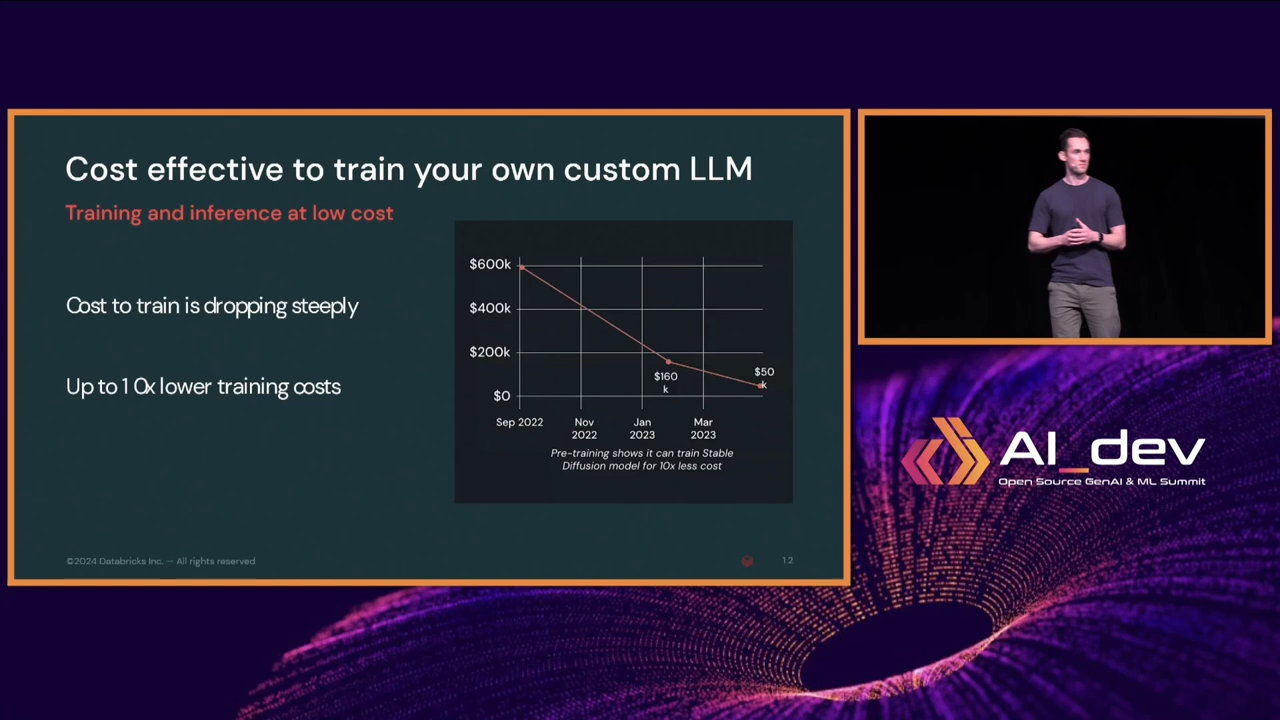 Cost effective to train your own custom LLM
Training and inference at low cost
Cost to train is dropping steeply
Up to 10x lower training costs
$600k
$400k
$200k
$0
$160
k
$50
k
Sep 2022
Nov
2022
Jan
2023
Mar
2023
Pre-training shows it can train Stable
Diffusion model for 10x less cost
©2024 Databricks Inc. — All rights reserved
12
AI_dev
Open Source GenAI & ML Summit